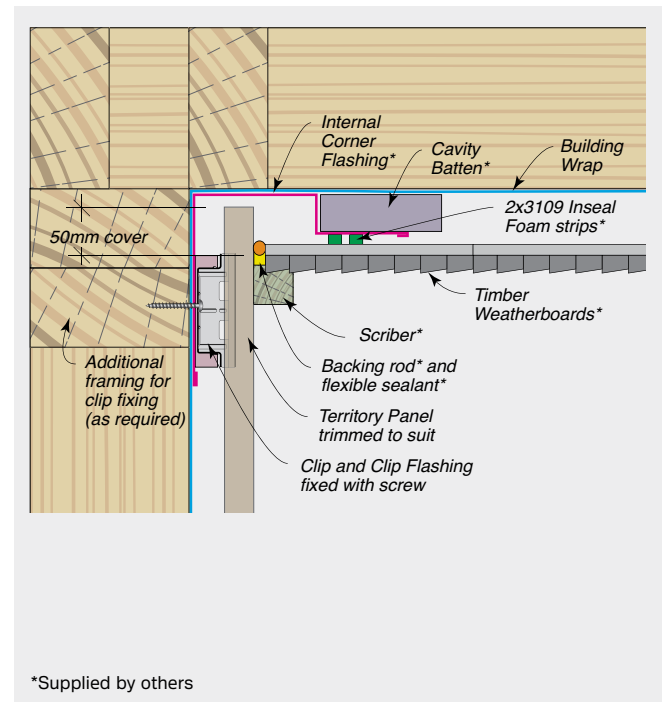 Internal
Corner
Flashing*
Cavity
Batten*
Building
Wrap
2x3109 Inseal
Foam strips*
50mm cover
Timber
Weatherboards*
Scriber*
Additional
framing for
clip fixing
(as required)
Backing rod* and
flexible sealant*
Territory Panel
trimmed to suit
Clip and Clip Flashing
fixed with screw
*Supplied by others